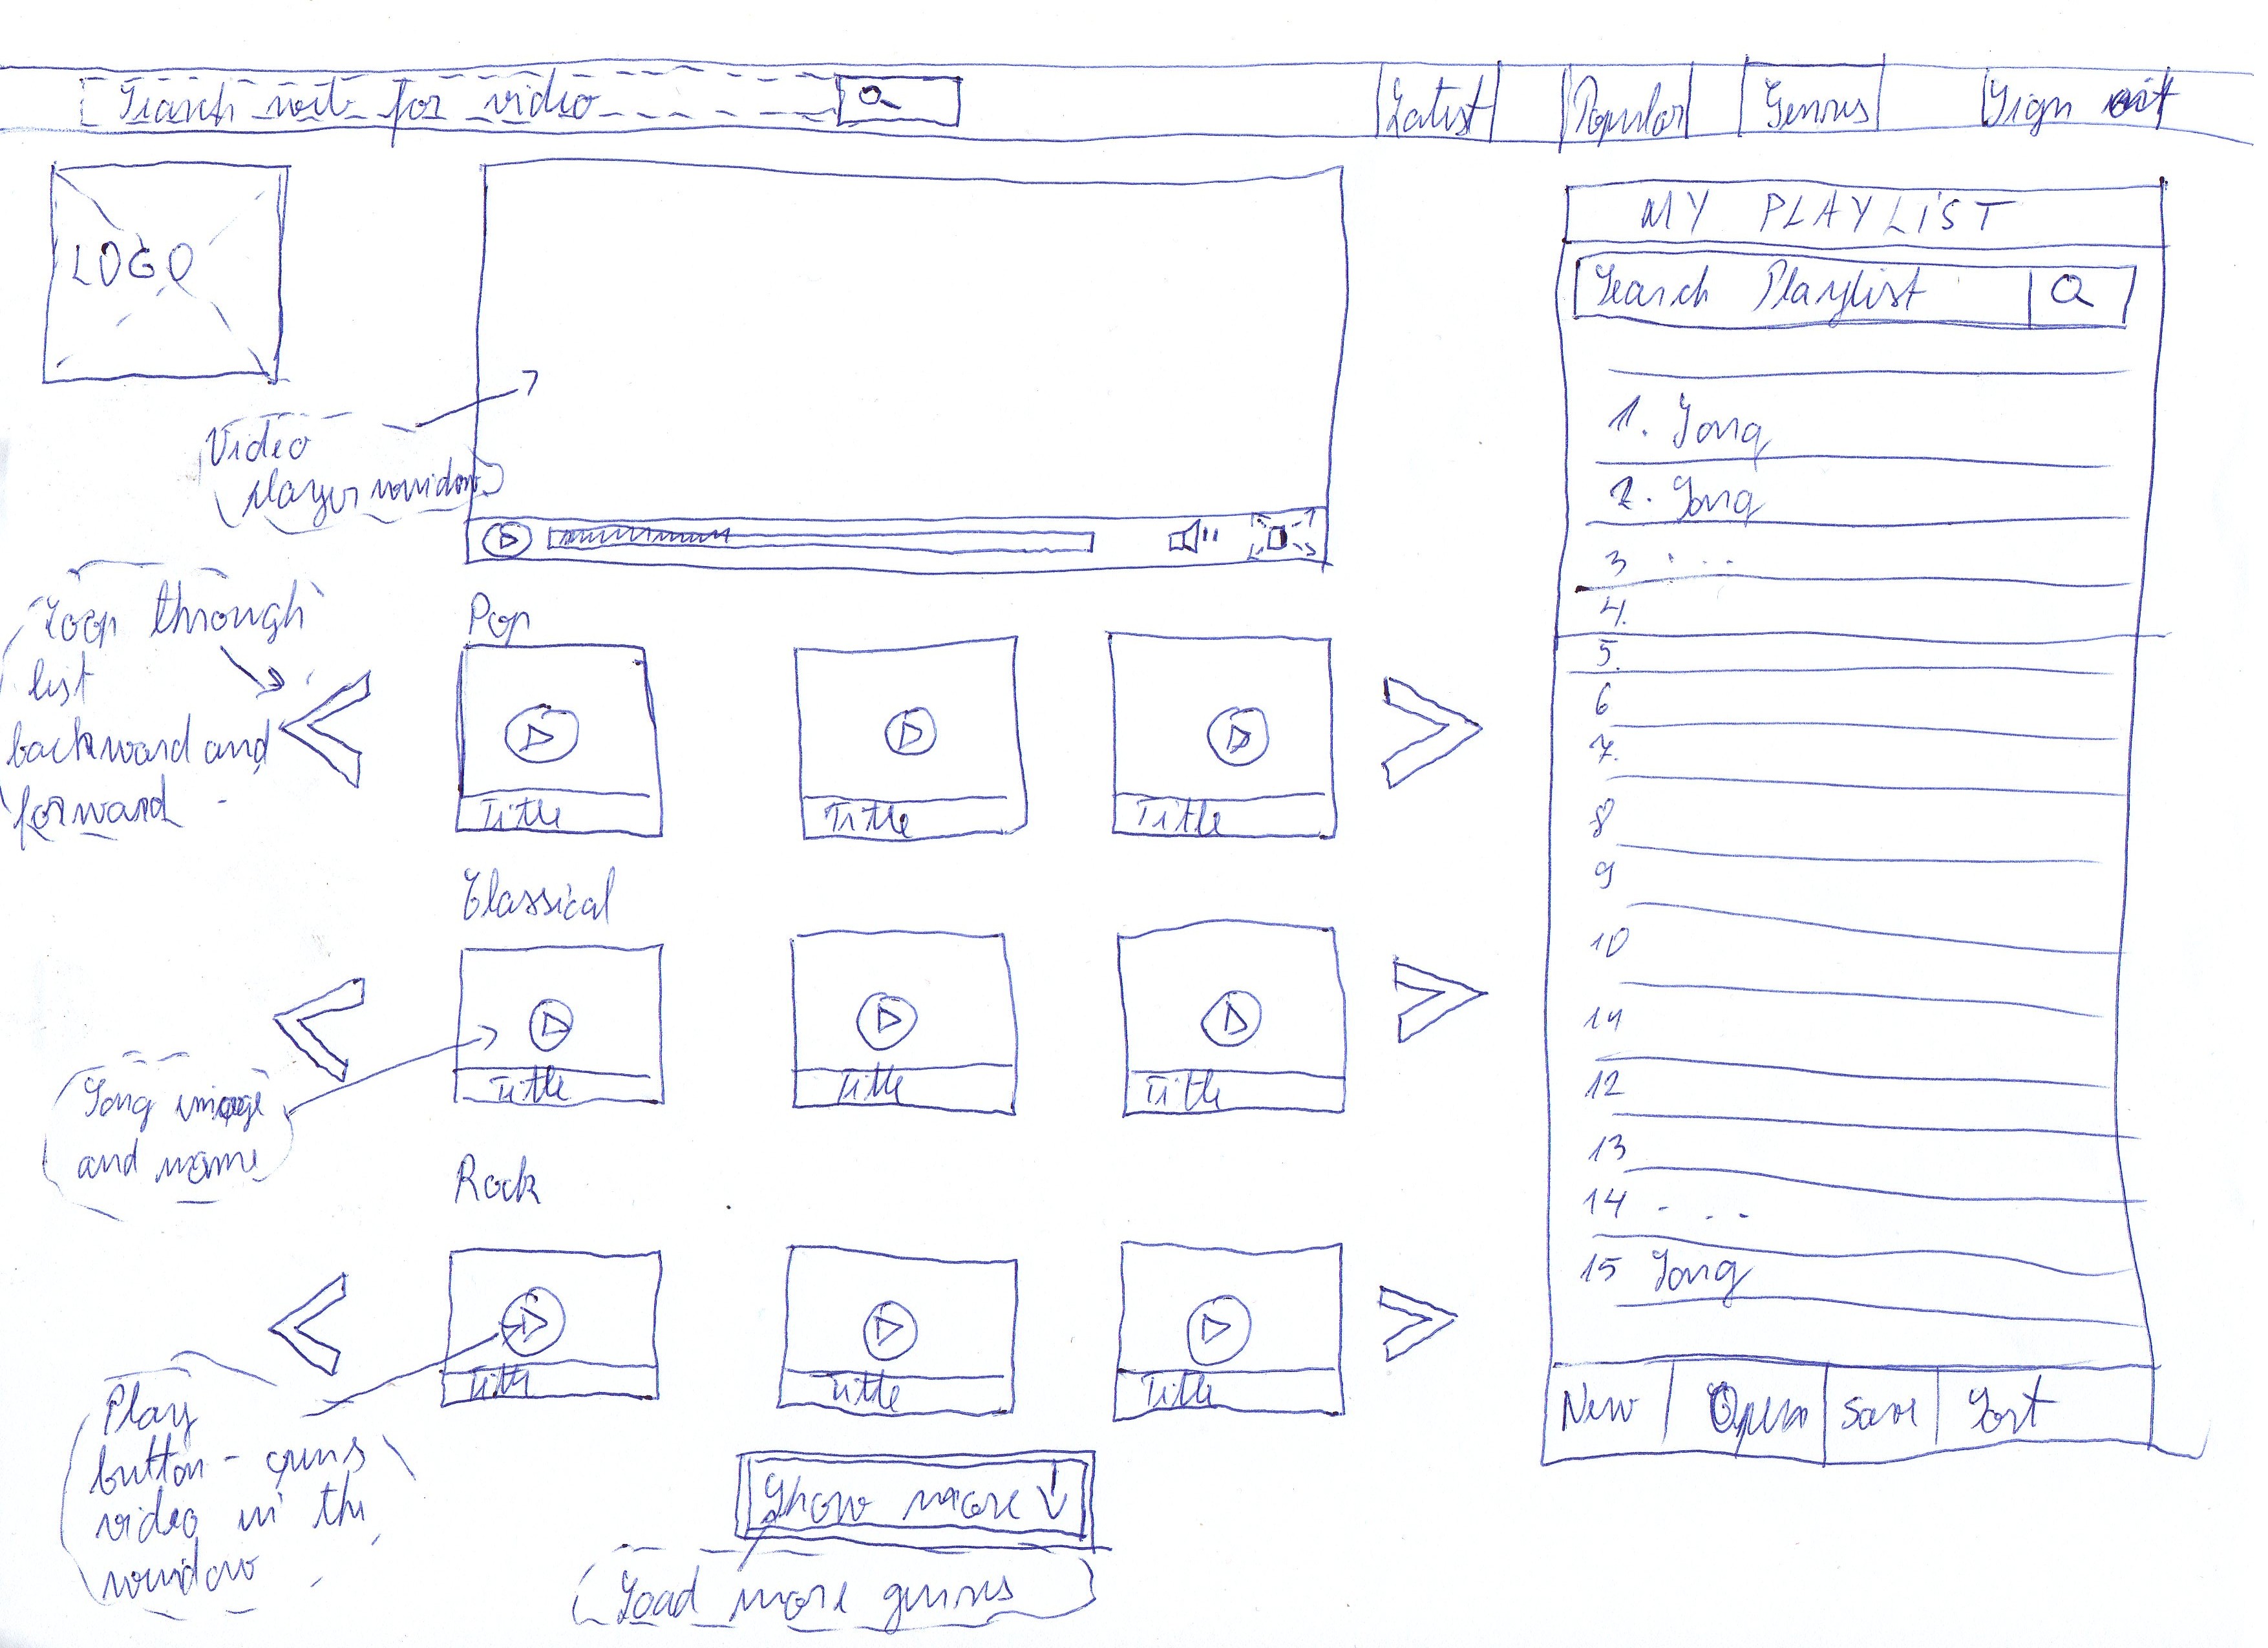 Search web for video
Latest
Popular
Genres
Sign out
LOGO
MY PLAYLIST
Search Playlist
Video
player window
1. Song
2. Song
3 . . .
4.
5.
6
7.
8
9
10
11
12
13
14 - . .
15 Song
New
Open
Save
Sort
Loop through
list
backward and
forward
Pop
Title
Title
Title
Classical
Title
Title
Title
Song image
and name
Rock
Title
Title
Title
Play
button - opens
video in the
window
Show more ↓
Load more genres